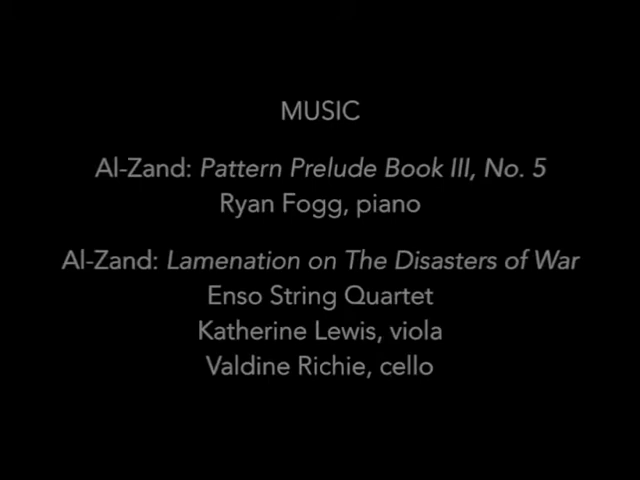 MUSIC
Al-Zand: Pattern Prelude Book III, No. 5
Ryan Fogg, piano
Al-Zand: Lamenation on The Disasters of War
Enso String Quartet
Katherine Lewis, viola
Valdine Richie, cello